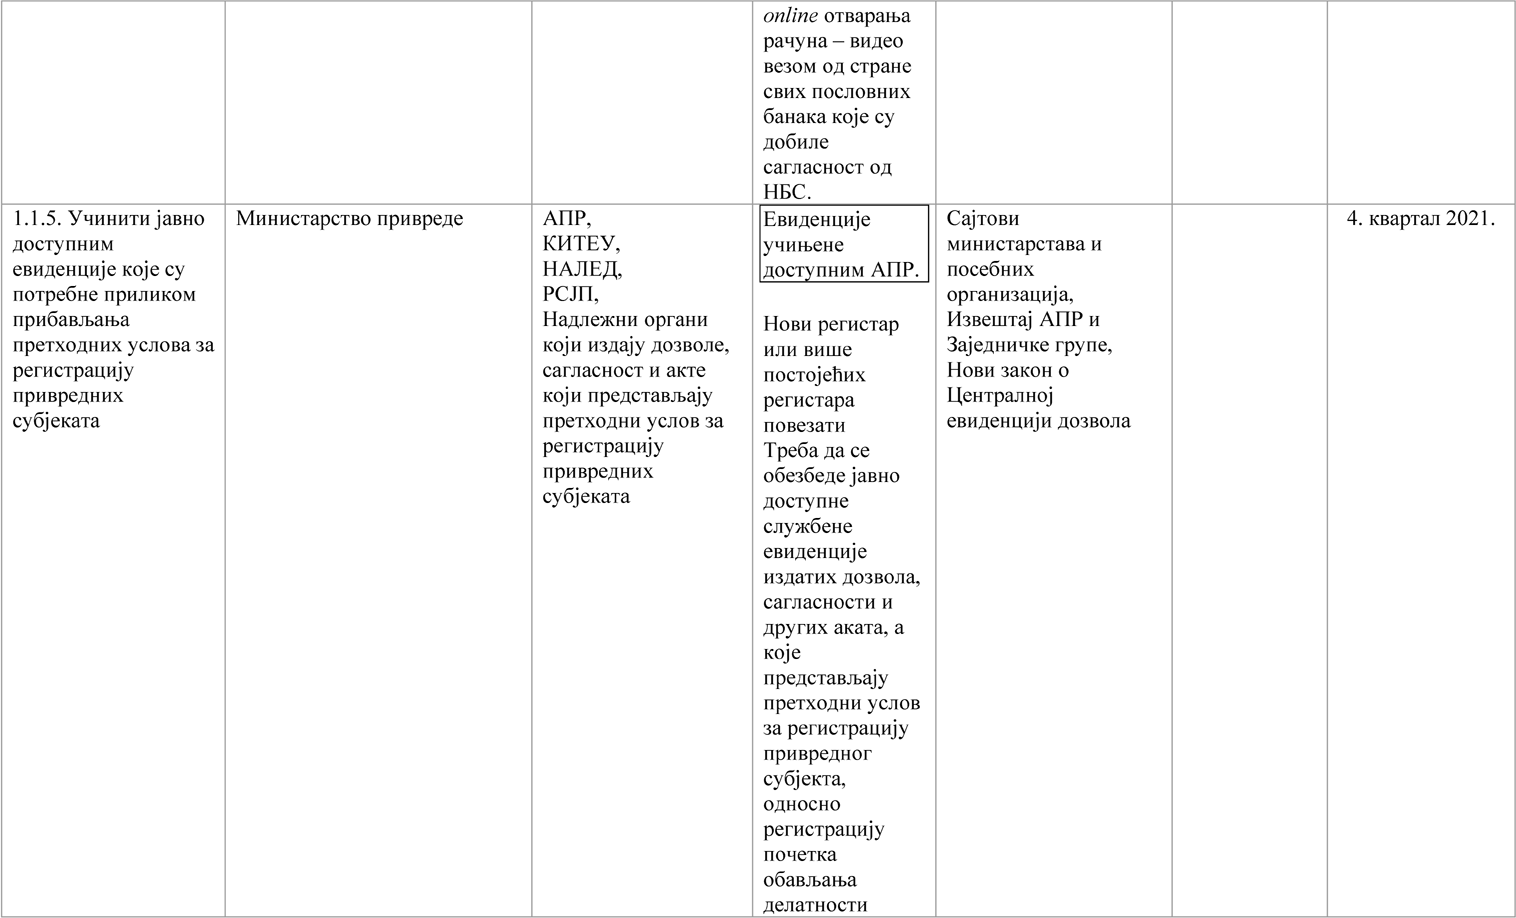 online отварања
рачуна – видео
везом од стране
свих пословних
банака које су
добиле
сагласност од
НБС.
1.1.5. Учинити јавно
доступним
евиденције које су
потребне приликом
прибављања
претходних услова за
регистрацију
привредних
субјеката
Министарство привреде
АПР,
КИТЕУ,
НАЛЕД,
РСЈП,
Надлежни органи
који издају дозволе,
сагласност и акте
који представљају
претходни услов за
регистрацију
привредних
субјеката
Евиденције
учињене
доступним АПР.
Нови регистар
или више
постојећих
регистара
повезати
Треба да се
обезбеде јавно
доступне
службене
евиденције
издатих дозвола,
сагласности и
других аката, а
које
представљају
претходни услов
за регистрацију
привредног
субјекта,
односно
регистрацију
почетка
обављања
делатности
Сајтови
министарстава и
посебних
организација,
Извештај АПР и
Заједничке групе,
Нови закон о
Централној
евиденцији дозвола
4. квартал 2021.